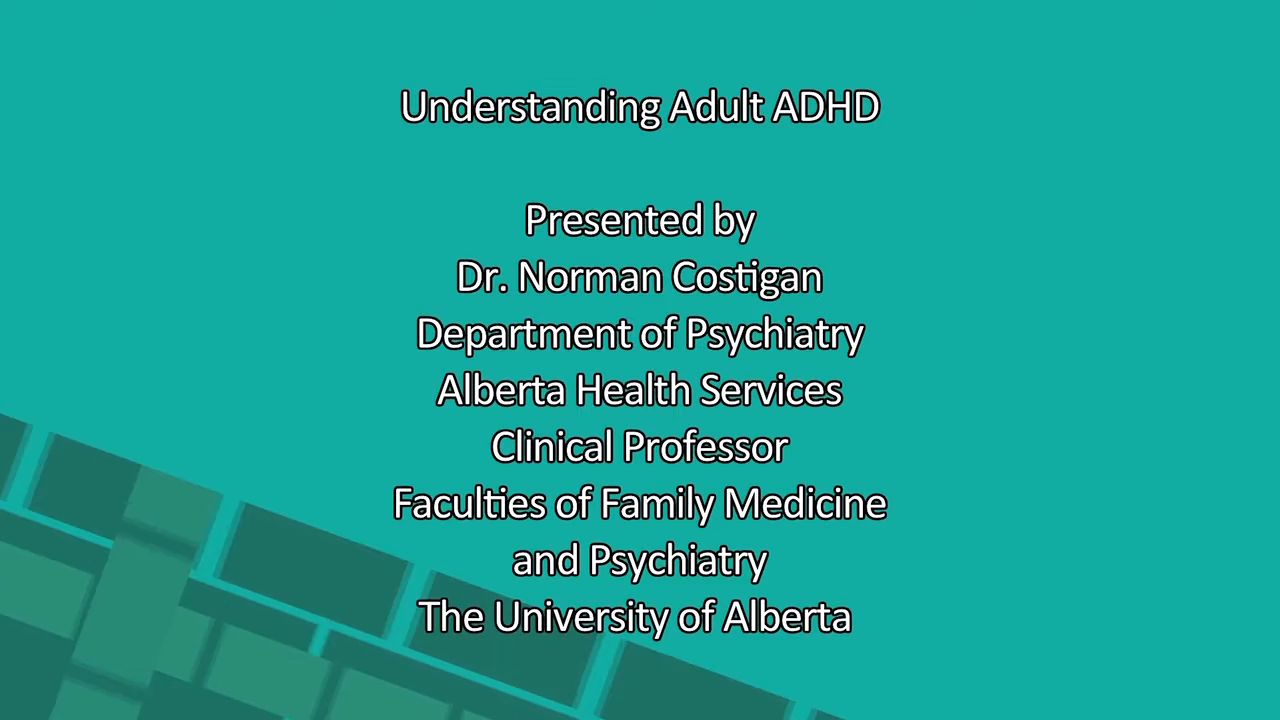 Understanding Adult ADHD
Presented by
Dr. Norman Costigan
Department of Psychiatry
Alberta Health Services
Clinical Professor
Faculties of Family Medicine
and Psychiatry
The University of Alberta